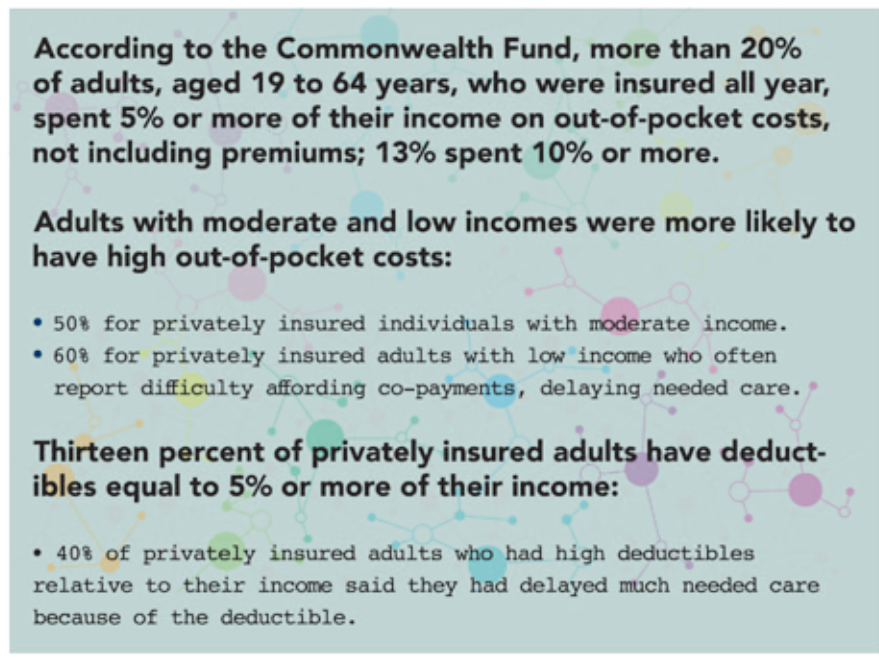 According to the Commonwealth Fund, more than 20%
of adults, aged 19 to 64 years, who were insured all year,
spent 5% or more of their income on out-of-pocket costs,
not including premiums; 13% spent 10% or more.
Adults with moderate and low incomes were more likely to
have high out-of-pocket costs:
• 50% for privately insured individuals with moderate income.
• 60% for privately insured adults with low income who often
report difficulty affording co-payments, delaying needed care.
Thirteen percent of privately insured adults have deduct-
ibles equal to 5% or more of their income:
• 40% of privately insured adults who had high deductibles
relative to their income said they had delayed much needed care
because of the deductible.